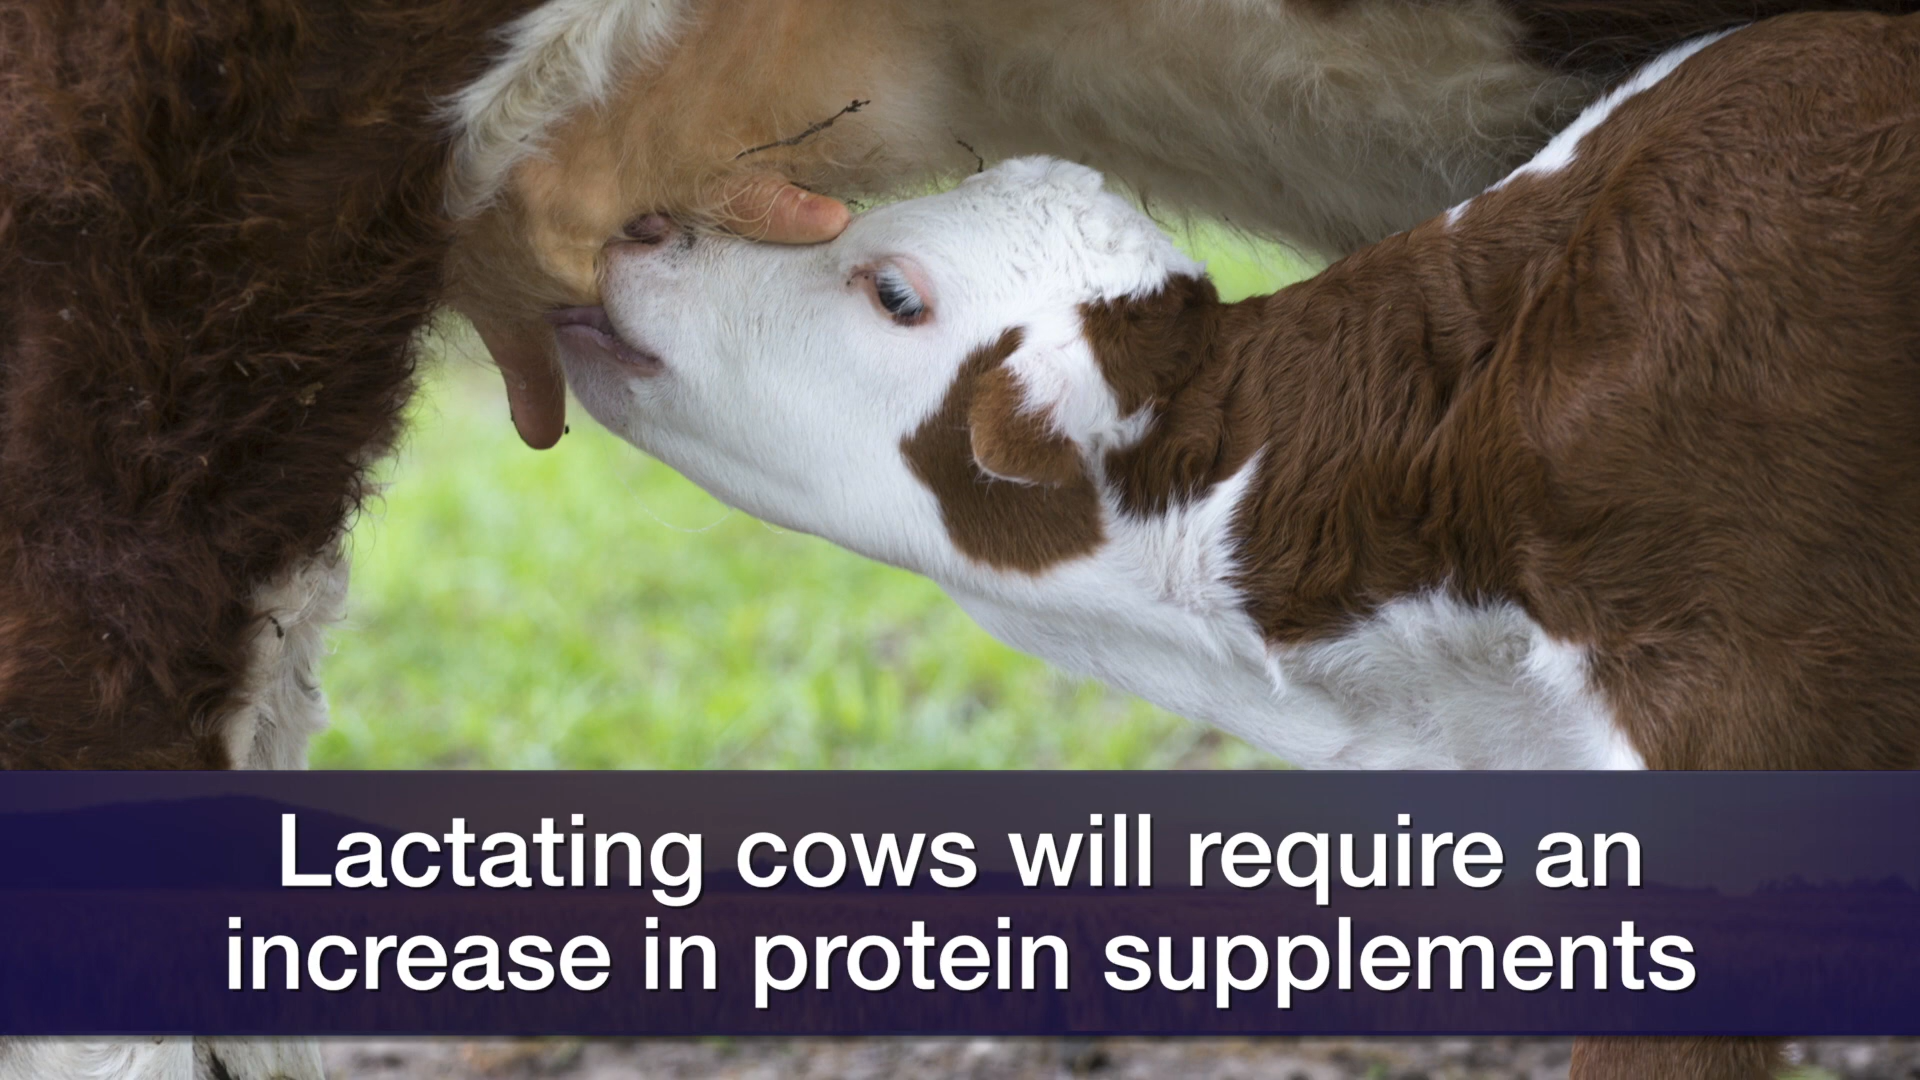 Lactating cows will require an
increase in protein supplements